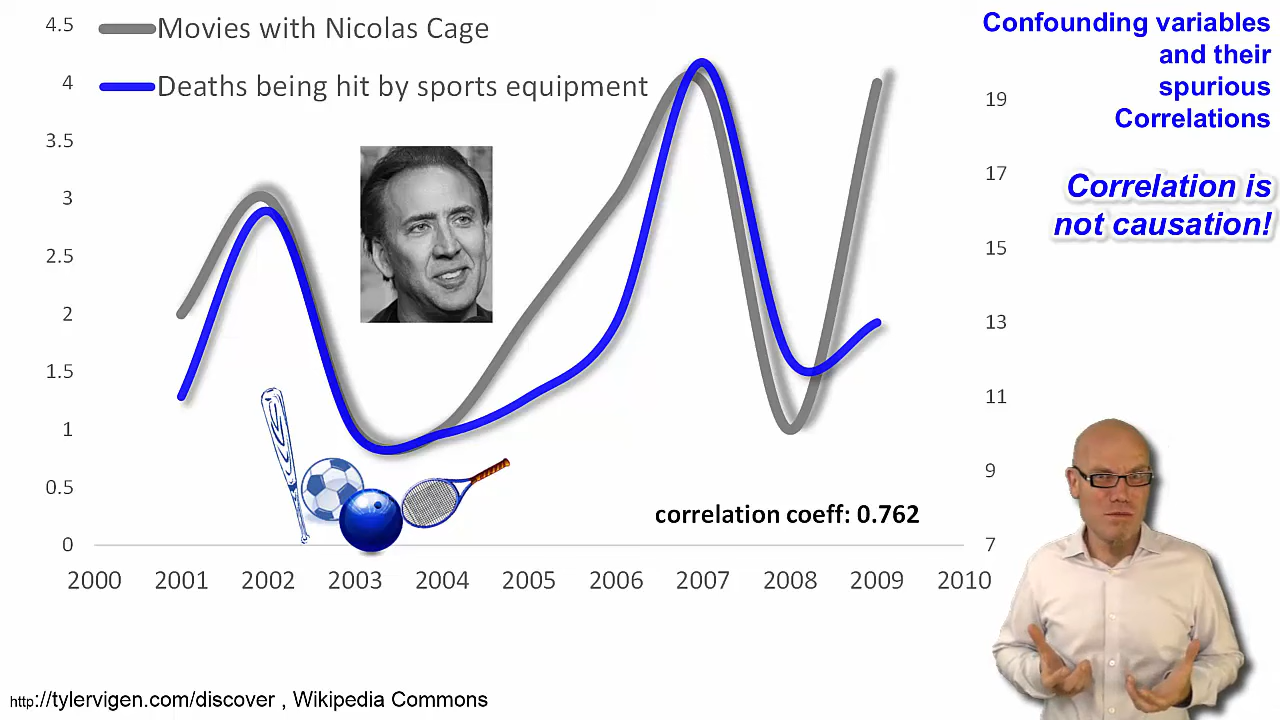 4.5
Movies with Nicolas Cage
Deaths being hit by sports equipment
4
3.5
3
2.5
2
1.5
1
0.5
0
Confounding variables
and their
spurious
Correlations
Correlation is
not causation!
19
17
15
13
11
9
7
correlation coeff: 0.762
2000 2001 2002 2003 2004 2005 2006 2007 2008 2009 2010
http://tylervigen.com/discover , Wikipedia Commons